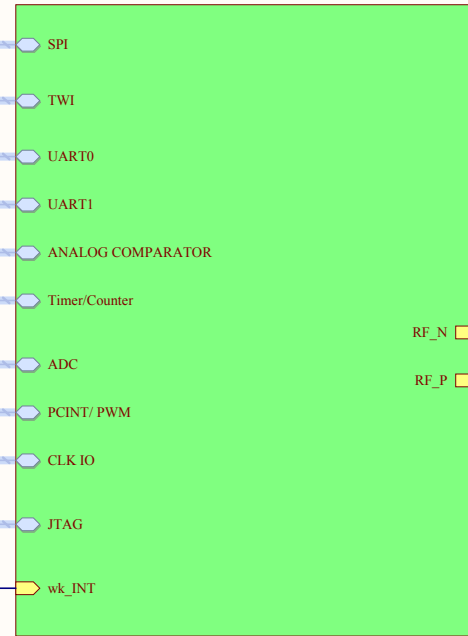 SPI
TWI
UART0
UART1
ANALOG COMPARATOR
Timer/Counter
RF_N
ADC
RF_P
PCINT/ PWM
CLK IO
JTAG
wk_INT